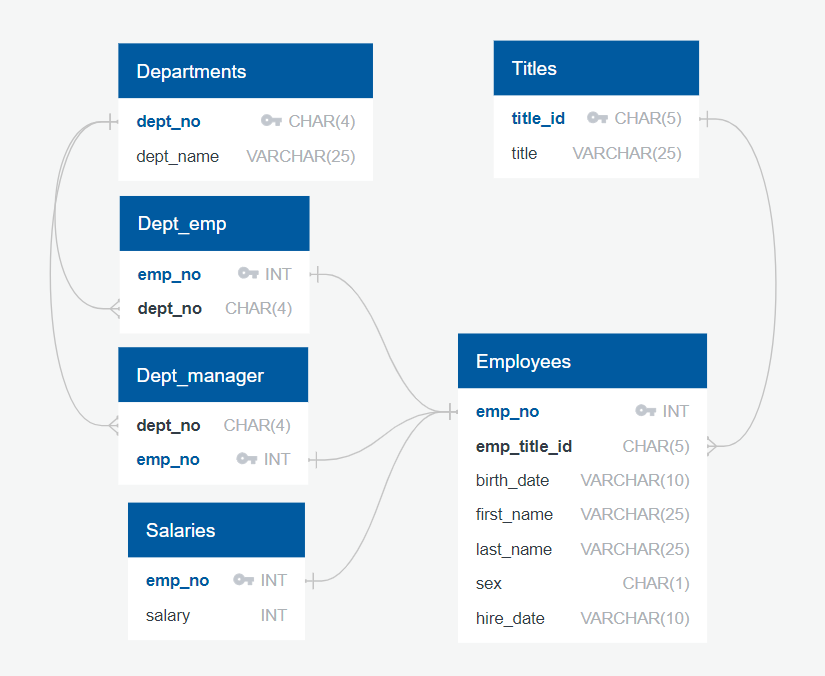 Departments
dept_no CHAR(4)
dept_name VARCHAR(25)
Titles
title_id CHAR(5)
title VARCHAR(25)
Dept_emp
emp_no INT
dept_no CHAR(4)
Dept_manager
dept_no CHAR(4)
emp_no INT
Salaries
emp_no INT
salary INT
Employees
emp_no INT
emp_title_id CHAR(5)
birth_date VARCHAR(10)
first_name VARCHAR(25)
last_name VARCHAR(25)
sex CHAR(1)
hire_date VARCHAR(10)